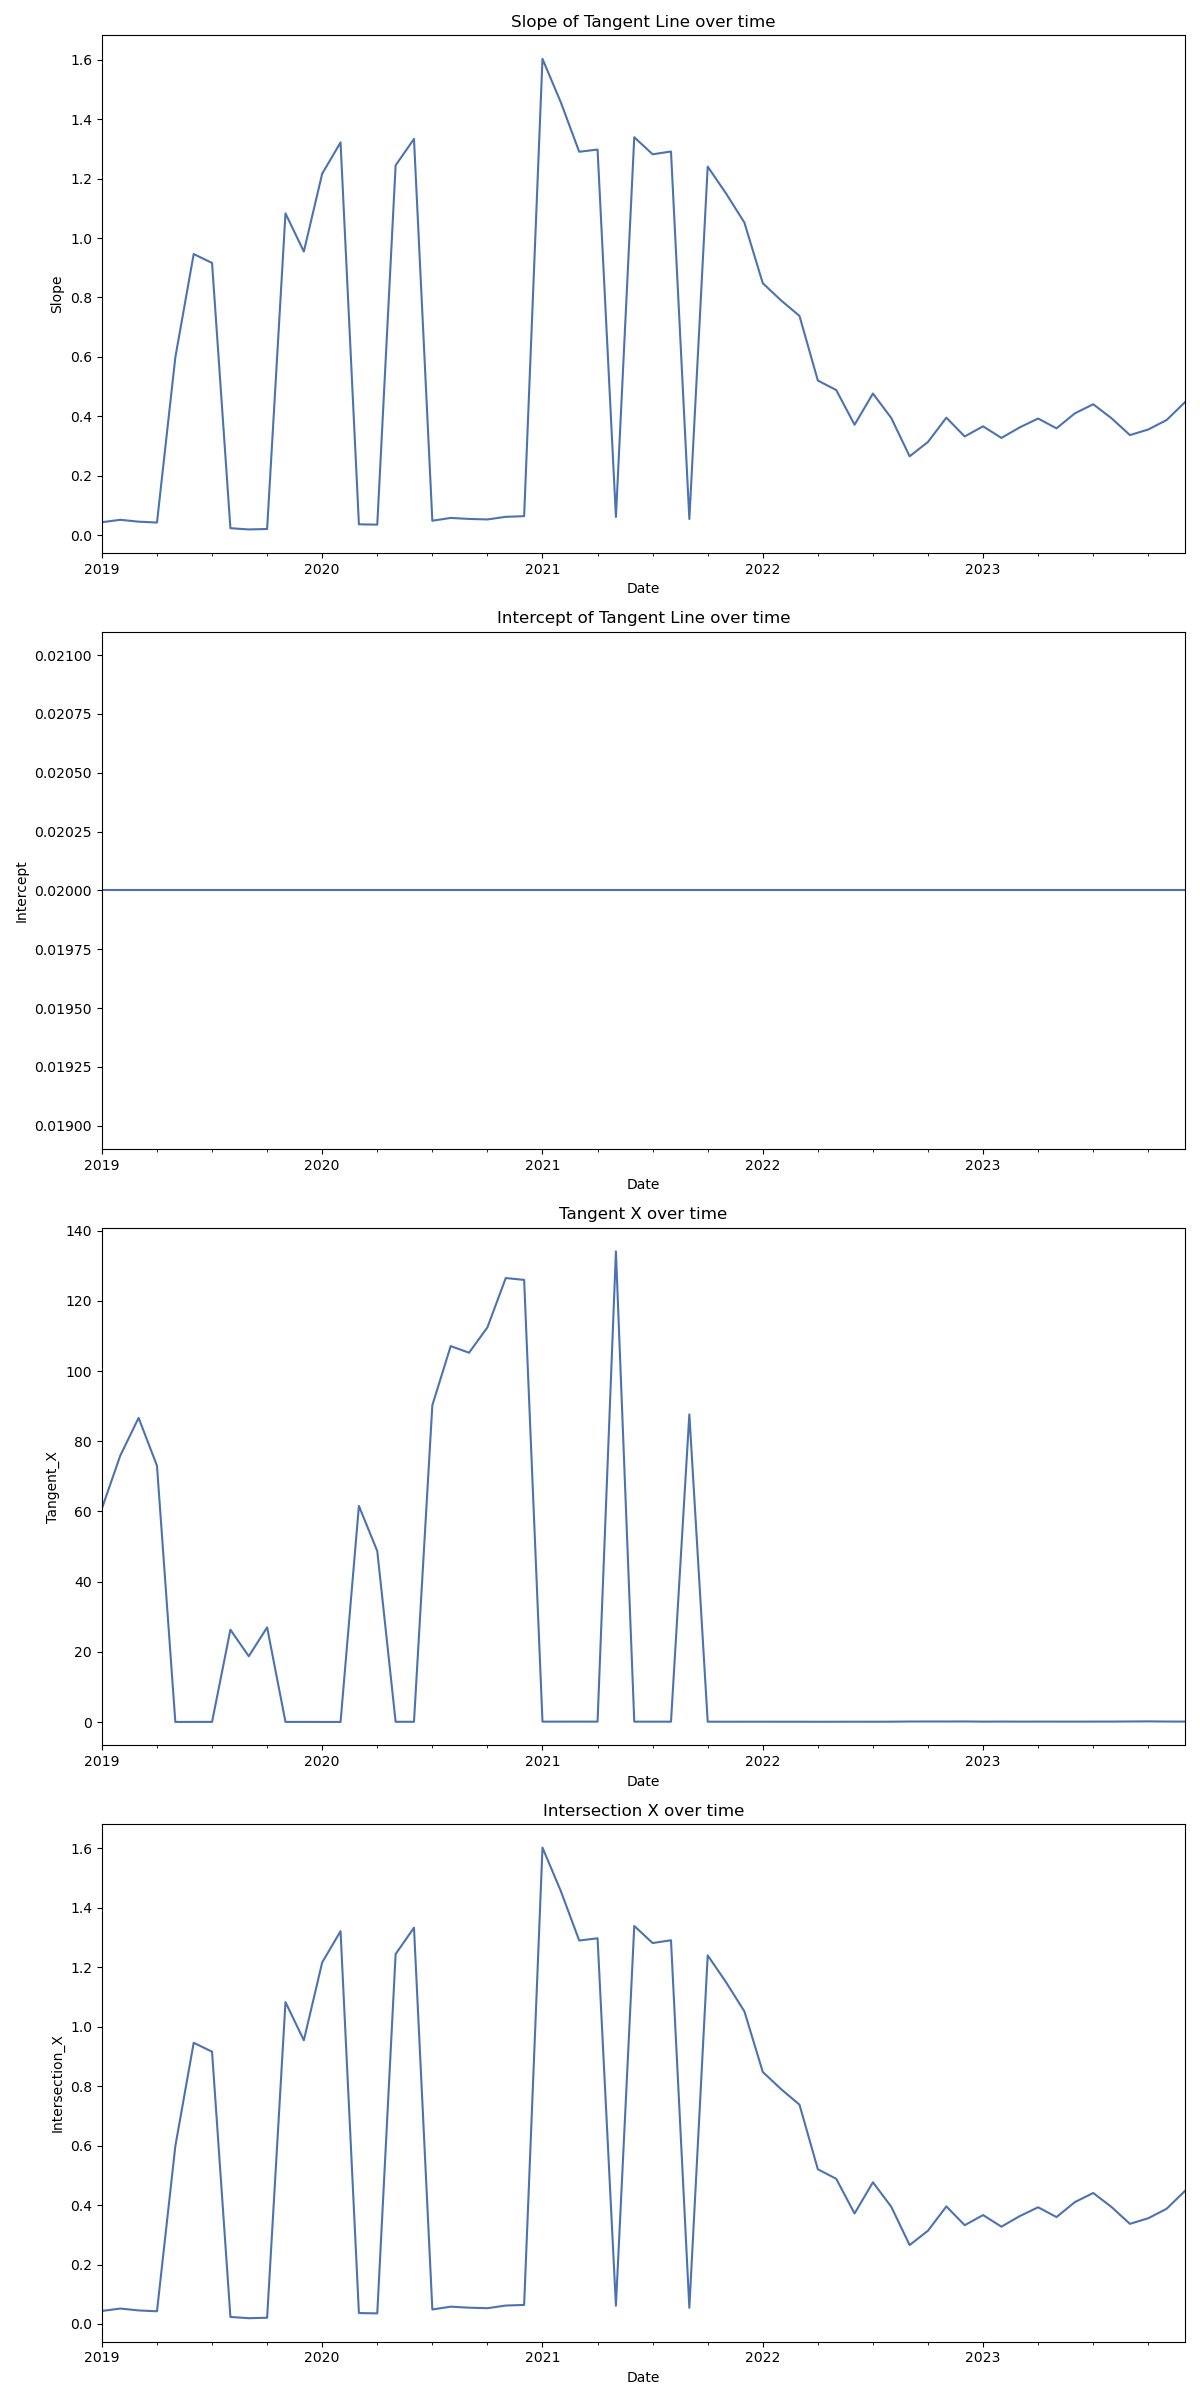 Slope of Tangent Line over time
1.6
1.4
1.2
1.0
0.8
0.6
0.4
0.2
0.0
Slope
2019 2020 2021 2022 2023
Date
Intercept of Tangent Line over time
0.02100
0.02075
0.02050
0.02025
0.02000
0.01975
0.01950
0.01925
0.01900
Intercept
2019 2020 2021 2022 2023
Date
Tangent X over time
140
120
100
80
60
40
20
0
Tangent_X
2019 2020 2021 2022 2023
Date
Intersection X over time
1.6
1.4
1.2
1.0
0.8
0.6
0.4
0.2
0.0
Intersection_X
2019 2020 2021 2022 2023
Date